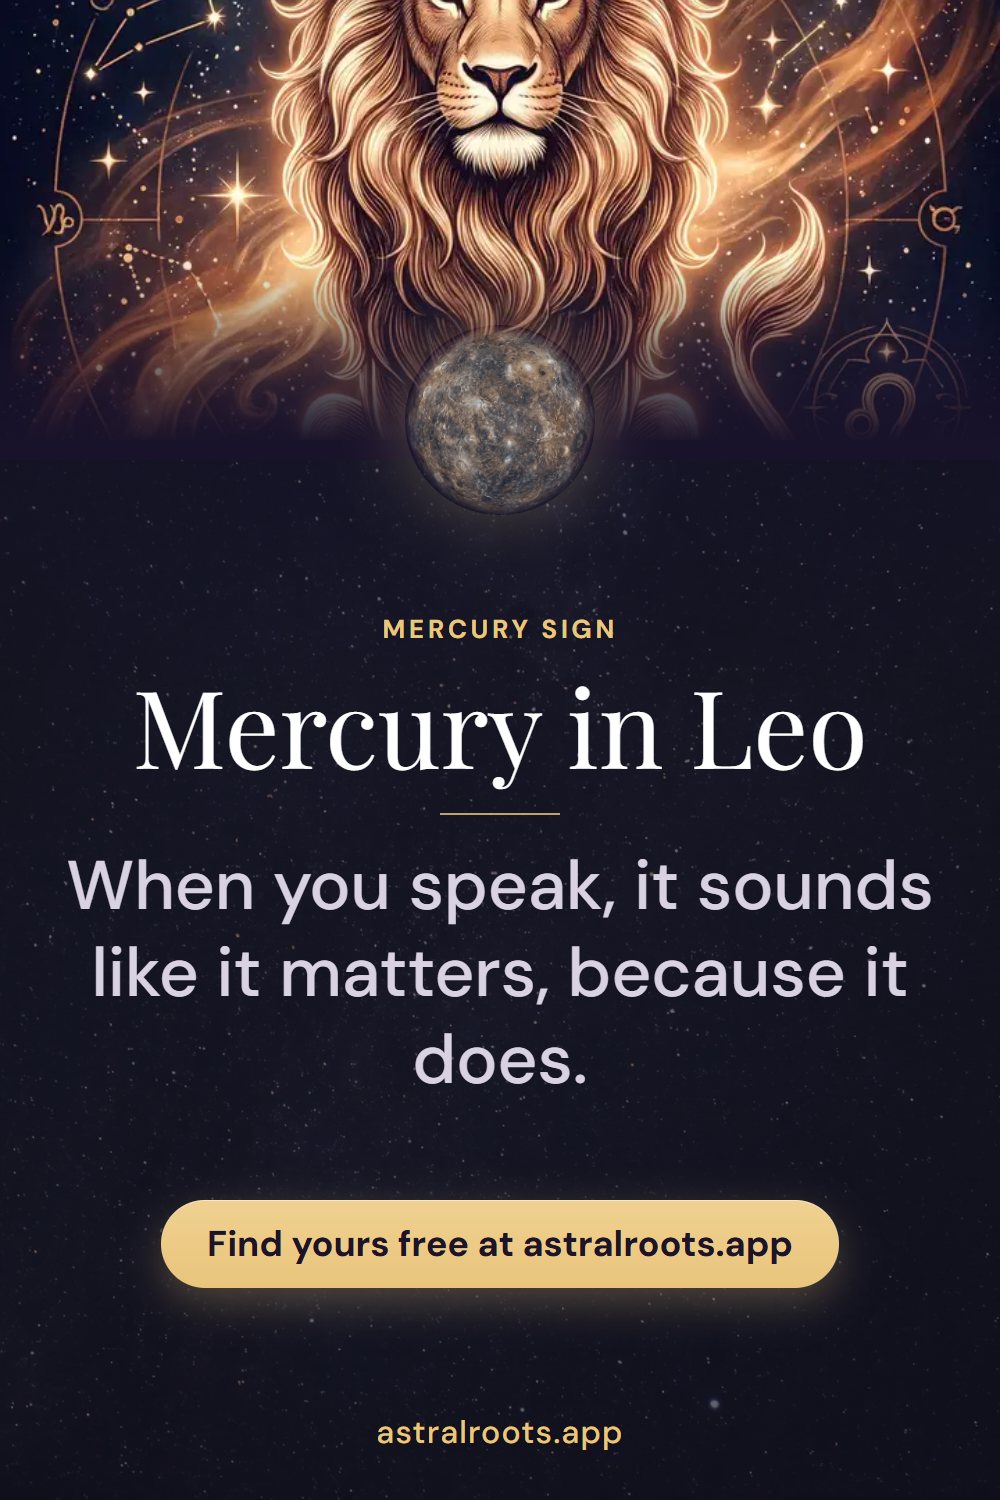 MERCURY SIGN
Mercury in Leo
When you speak, it sounds
like it matters, because it
does.
Find yours free at astralroots.app
astralroots.app